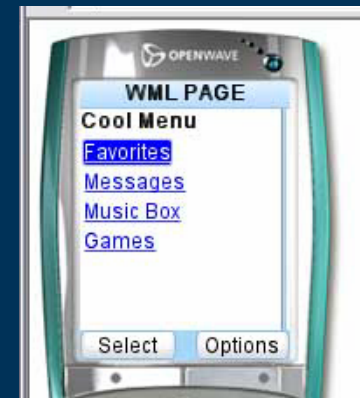 OPENWAVE
WML PAGE
Cool Menu
Favorites
Messages
Music Box
Games
Select Options